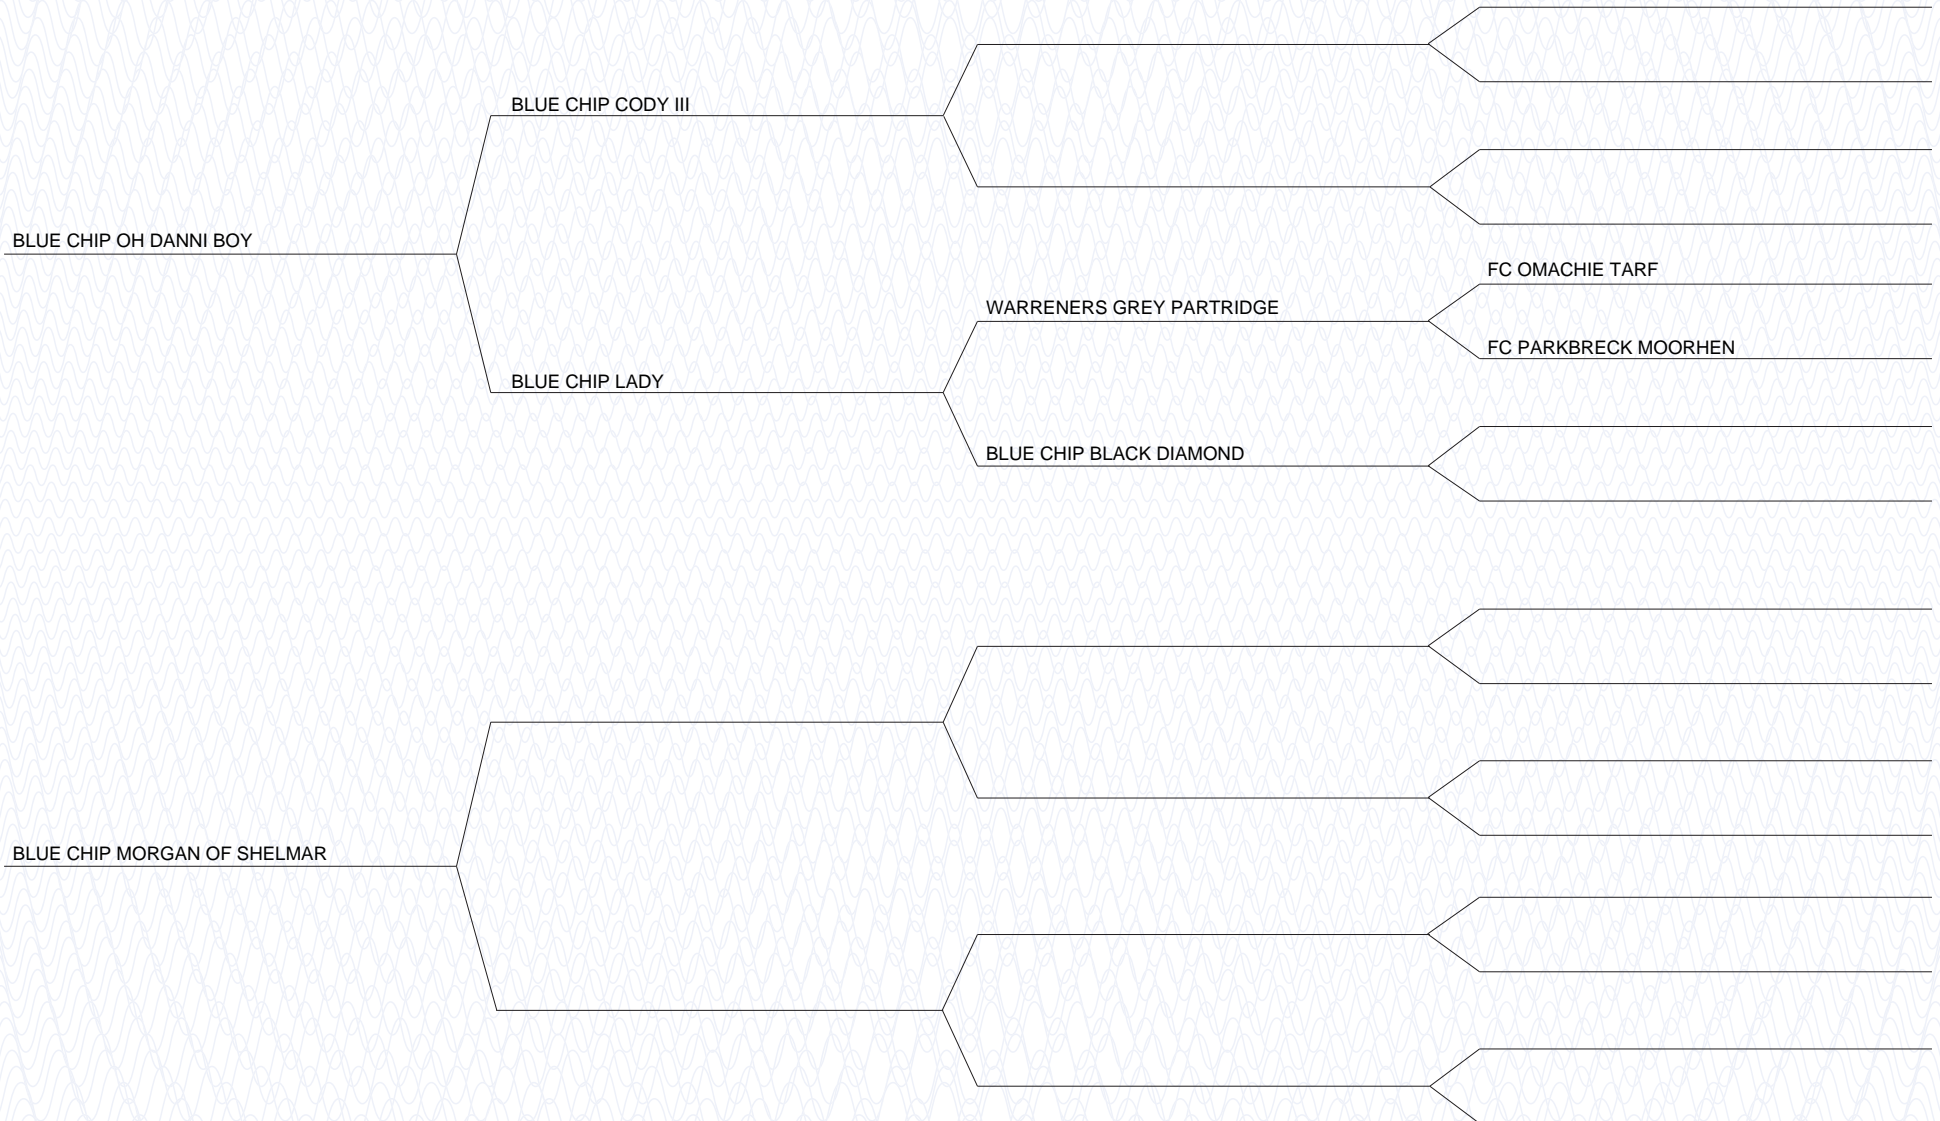 BLUE CHIP CODY III
BLUE CHIP OH DANNI BOY
FC OMACHIE TARF
WARRENERS GREY PARTRIDGE
FC PARKBRECK MOORHEN
BLUE CHIP LADY
BLUE CHIP BLACK DIAMOND
BLUE CHIP MORGAN OF SHELMAR